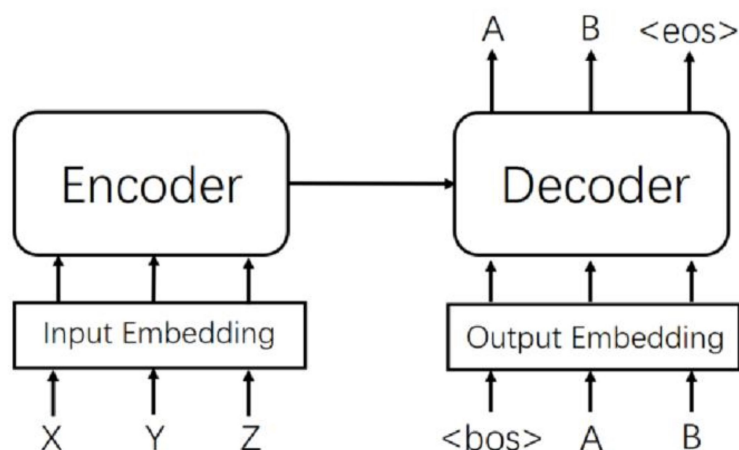 A B <eos>
Encoder
Decoder
Input Embedding
Output Embedding
X Y Z
<bos> A B